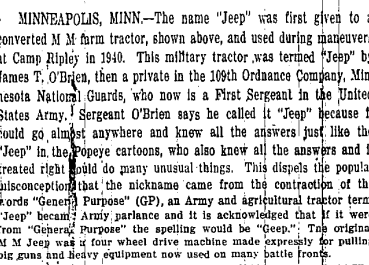 MINNEAPOLIS, MINN.—The name "Jeep" was first given to a
converted M M farm tractor, shown above, and used during maneuvers
at Camp Ripley in 1940. This military tractor was termed "Jeep" by
James T. O'Brien, then a private in the 109th Ordnance Company, Min
nesota National Guards, who now is a First Sergeant in the United
States Army. Sergeant O'Brien says he called it "Jeep" because
could go almost anywhere and knew all the answers just like the
"Jeep" in the Popeye cartoons, who also knew all the answers and
treated right could do many unusual things. This dispels the popula
misconception that the nickname came from the contraction of the
words "General Purpose" (GP), an Army and agricultural tractor term
"Jeep" became Army parlance and it is acknowledged that if it were
from "General Purpose" the spelling would be "Geep." The origina
M M Jeep was a four wheel drive machine made expressly for pulling
big guns and heavy equipment now used on many battle fronts.